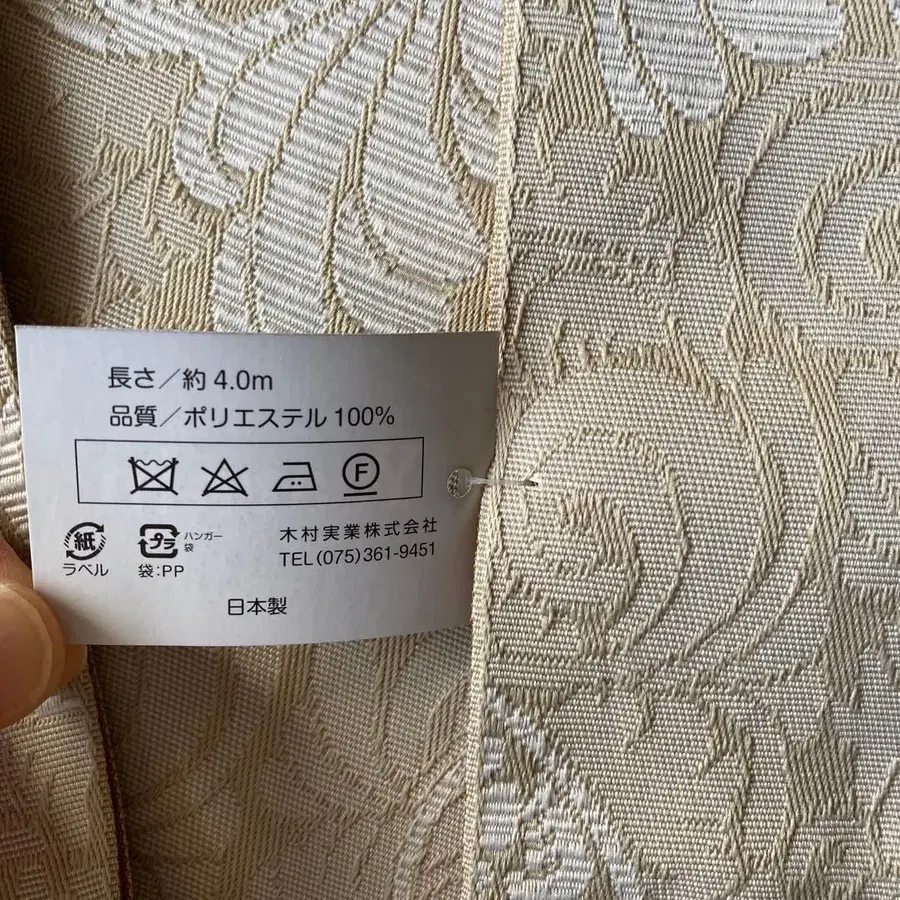 長さ／約 4.0m
品質／ポリエステル 100%
F
紙
ラベル
プラ
ハンガー
袋
袋：PP
木村実業株式会社
TEL (075) 361-9451
日本製